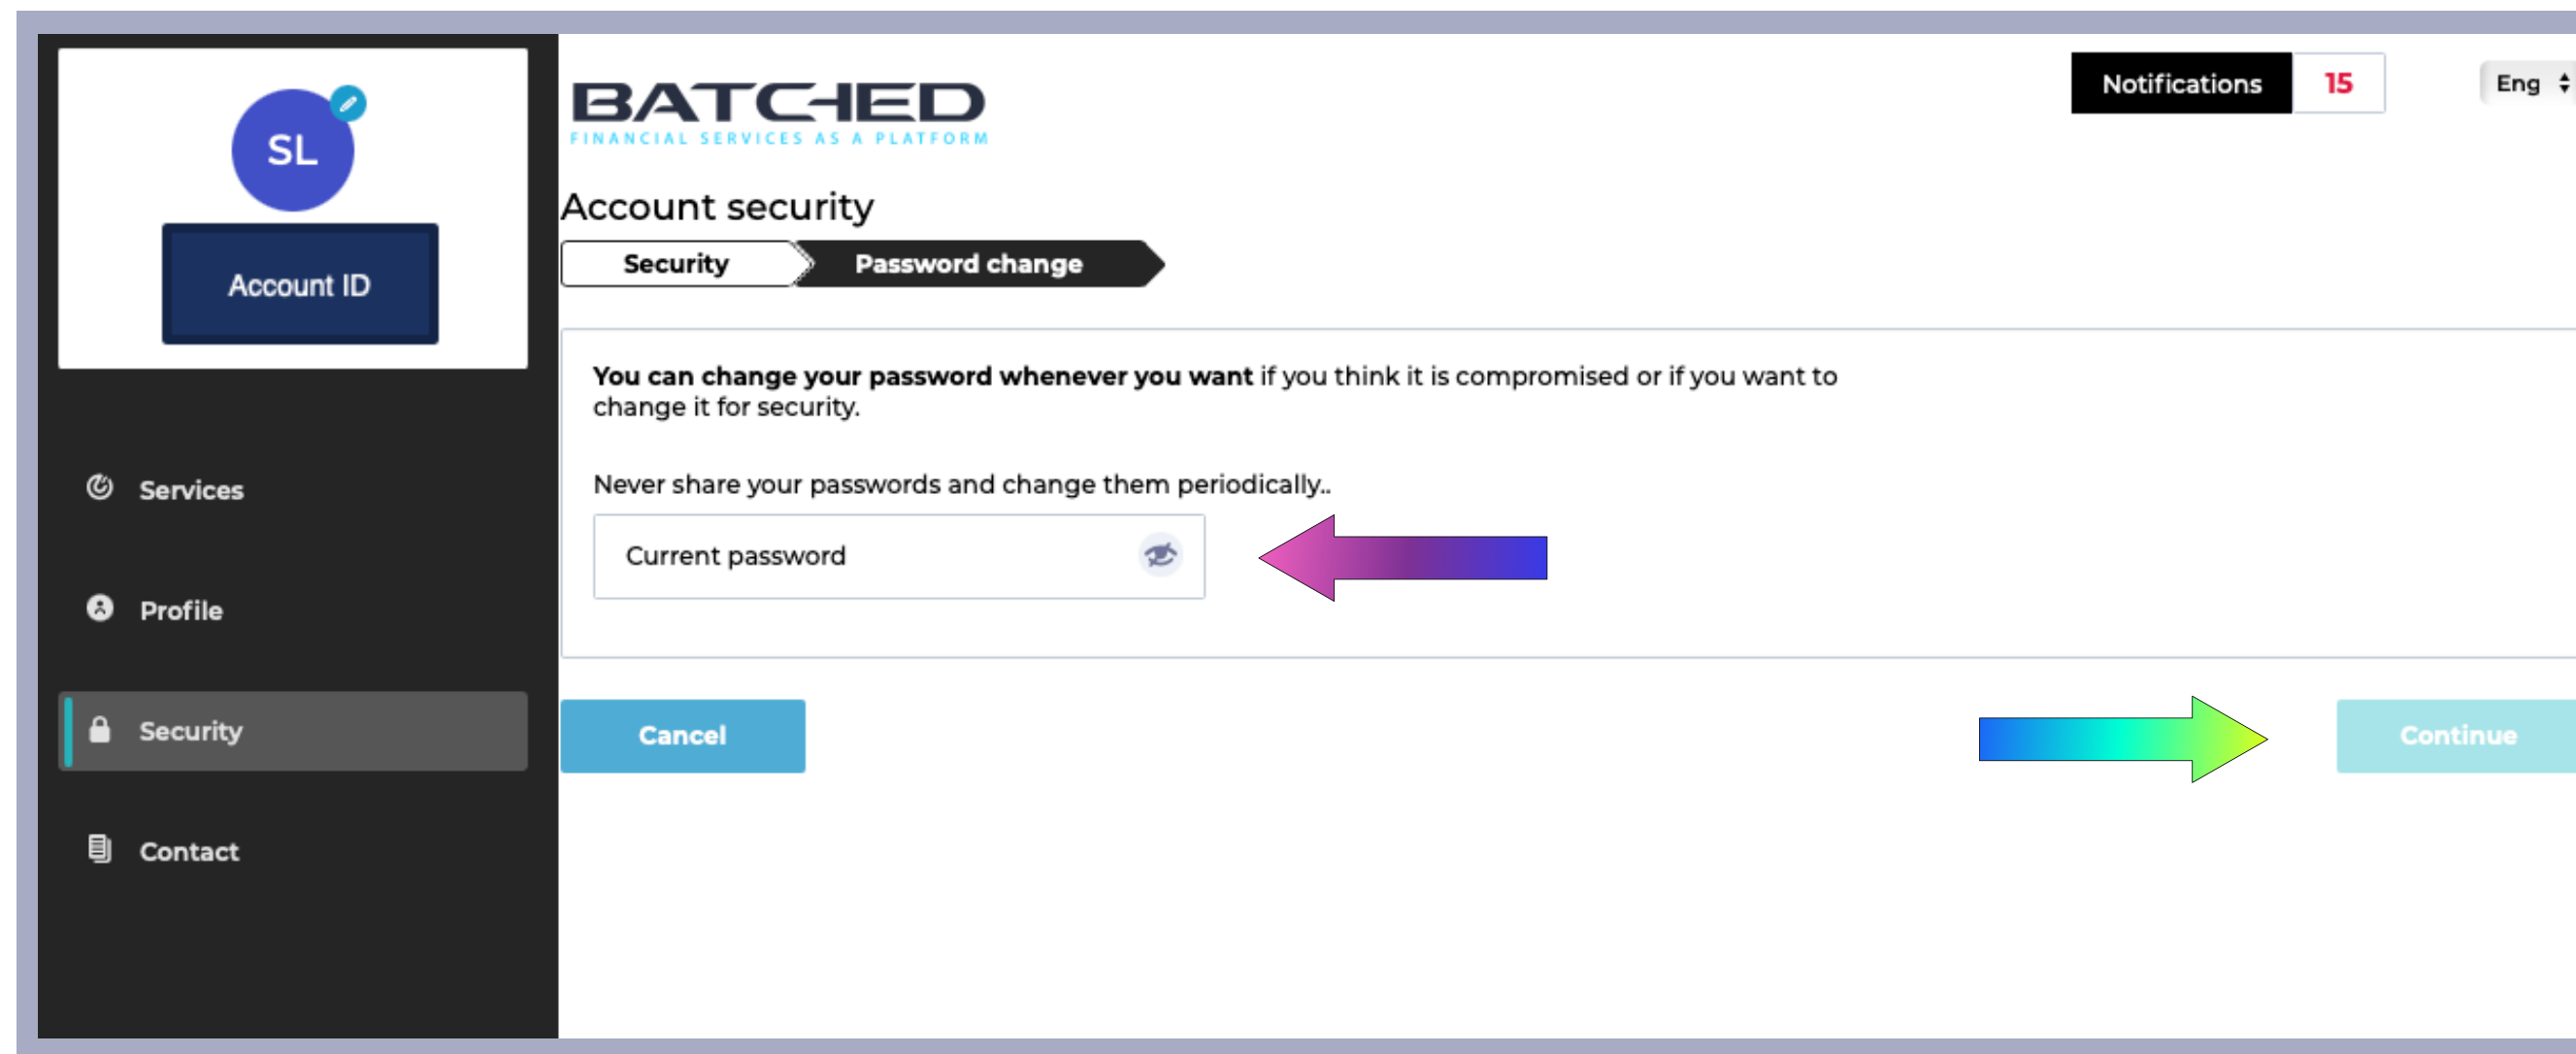 SL
Account ID
Services
Profile
Security
Contact
BATCHED
FINANCIAL SERVICES AS A PLATFORM
Notifications 15 Eng
Account security
Security Password change
You can change your password whenever you want if you think it is compromised or if you want to
change it for security.
Never share your passwords and change them periodically..
Current password
Cancel Continue